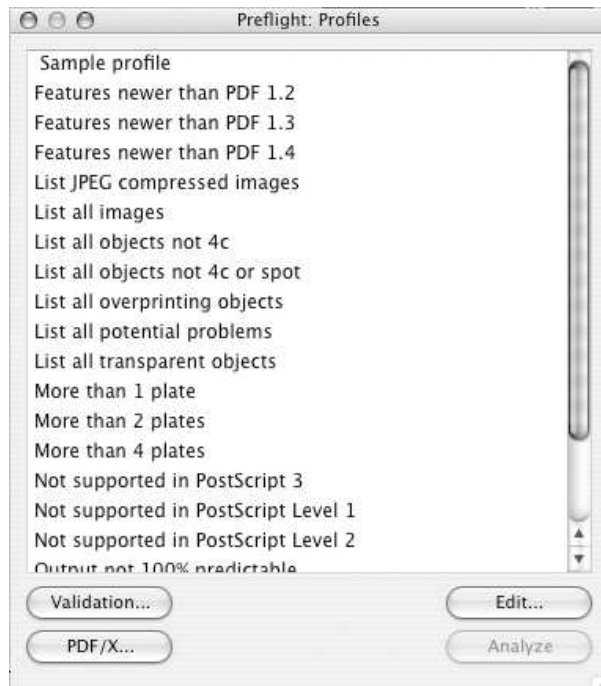 Preflight: Profiles
Sample profile
Features newer than PDF 1.2
Features newer than PDF 1.3
Features newer than PDF 1.4
List JPEG compressed images
List all images
List all objects not 4c
List all objects not 4c or spot
List all overprinting objects
List all potential problems
List all transparent objects
More than 1 plate
More than 2 plates
More than 4 plates
Not supported in PostScript 3
Not supported in PostScript Level 1
Not supported in PostScript Level 2
Output not 100% predictable
Validation...
Edit...
PDF/X...
Analyze